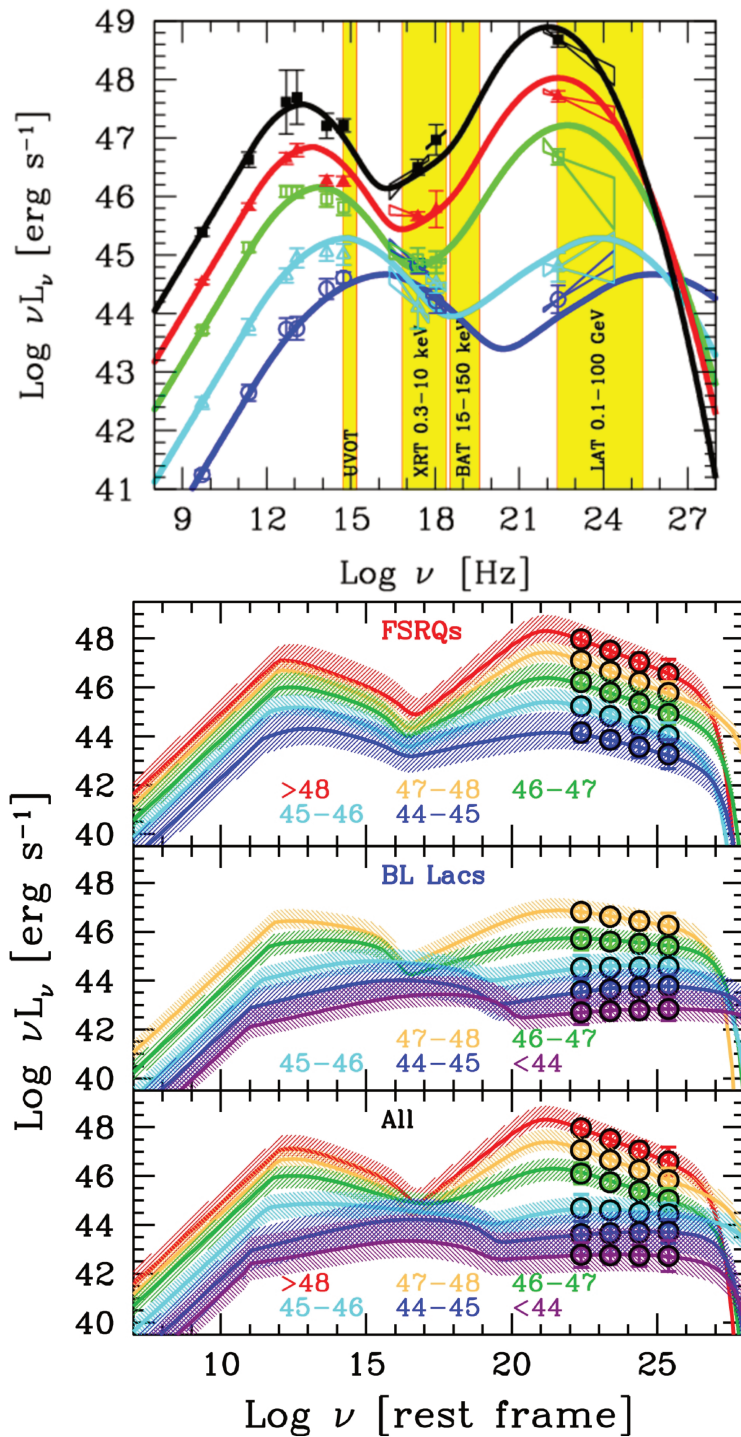 49
48
47
46
45
44
43
42
41
Log νLν [erg s−1]
UVOT
XRT 0.3−10 keV
BAT 15−150 keV
LAT 0.1−100 GeV
9 12 15 18 21 24 27
Log ν [Hz]
Log νLν [erg s−1]
48
46
44
42
40
FSRQs
>48 47−48 46−47
45−46 44−45
48
46
44
42
40
BL Lacs
47−48 46−47
45−46 44−45 <44
48
46
44
42
40
All
>48 47−48 46−47
45−46 44−45 <44
10 15 20 25
Log ν [rest frame]